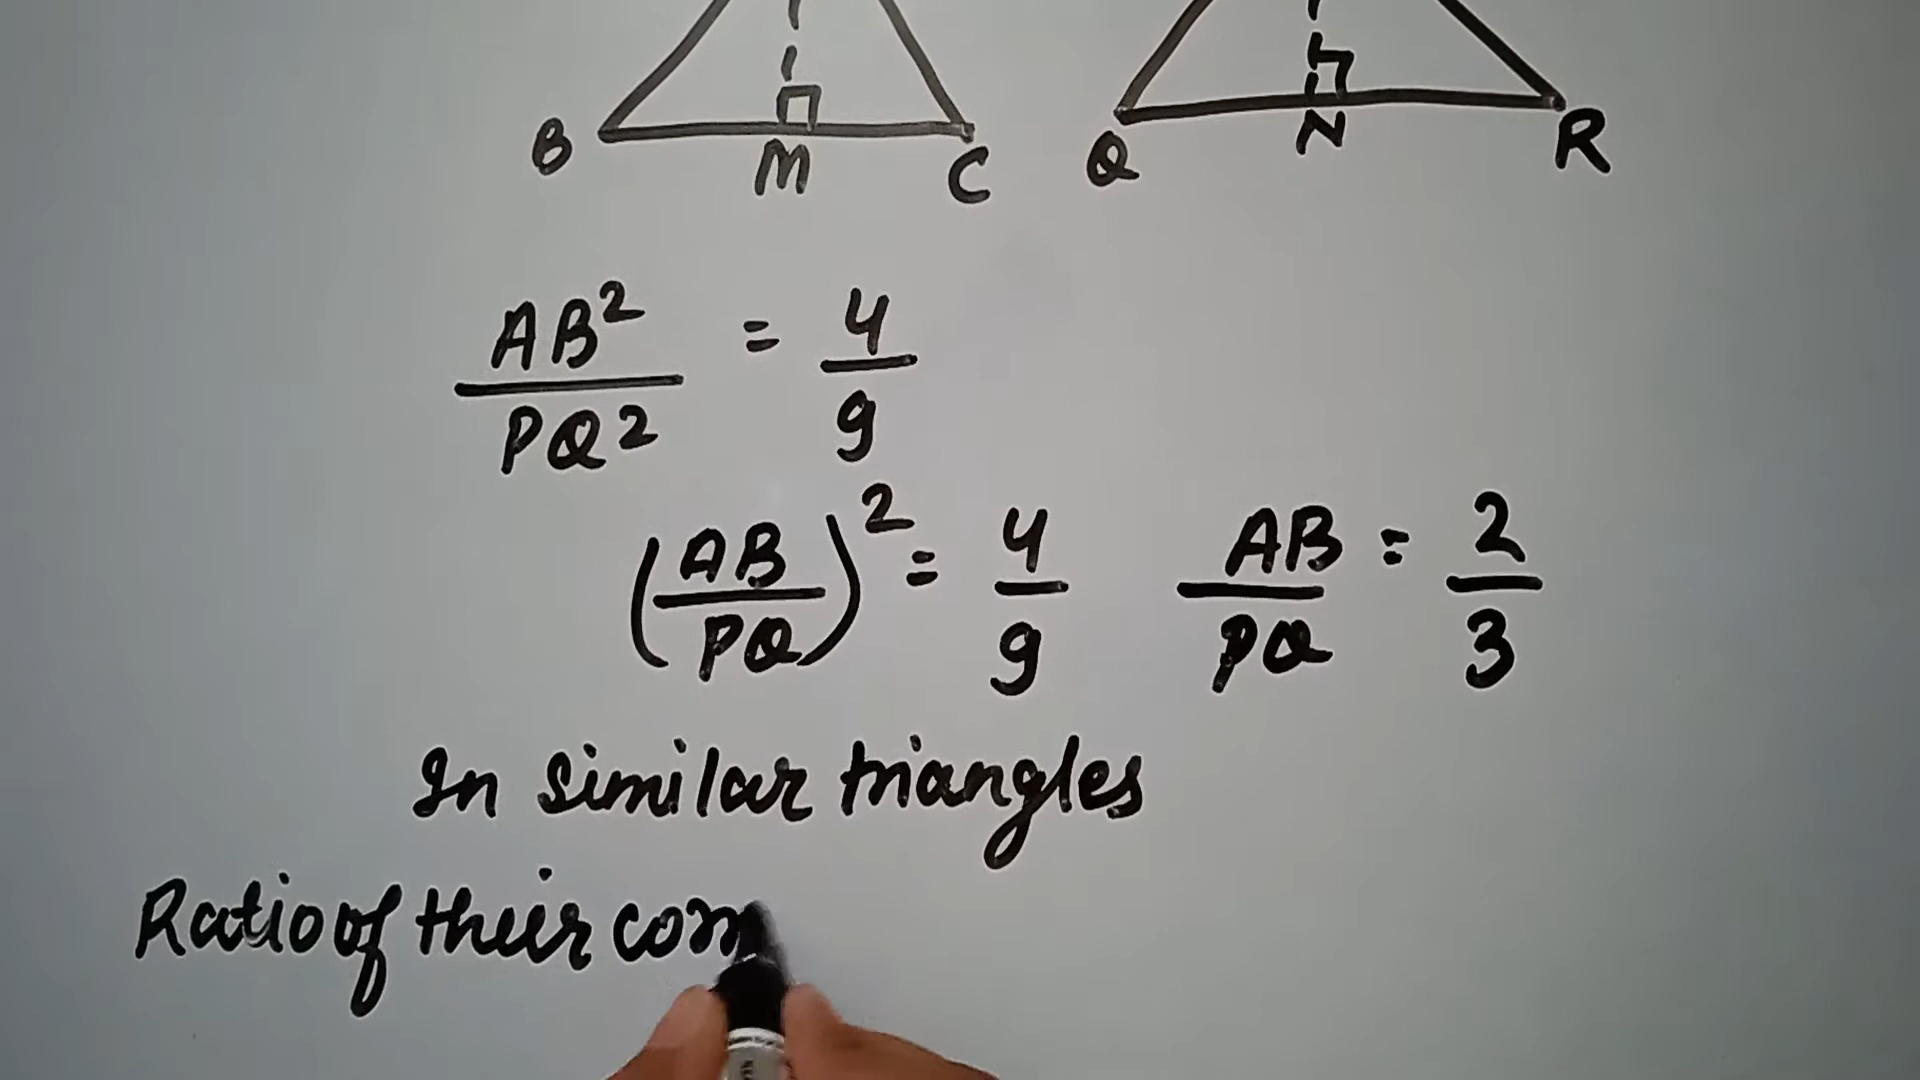 B M C Q N R
AB² / PQ² = 4/9
(AB/PQ)² = 4/9 AB/PQ = 2/3
In similar triangles
Ratio of their